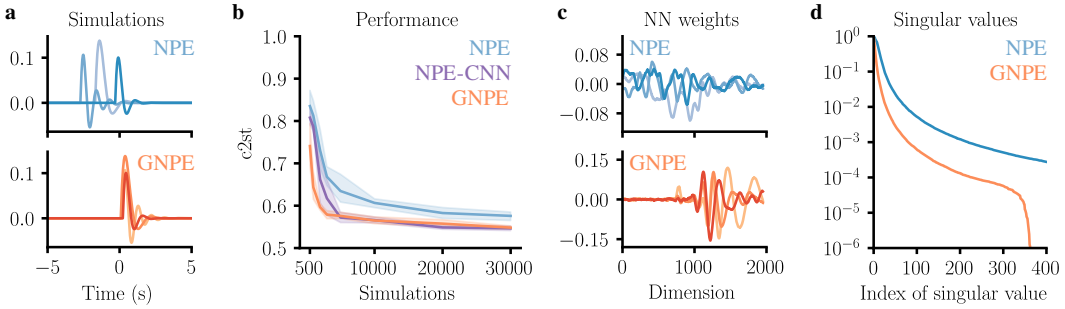 a
Simulations
NPE
0.1
0.0
GNPE
0.1
0.0
−5
0
5
Time (s)
b
Performance
NPE
NPE-CNN
GNPE
c2st
1.0
0.9
0.8
0.7
0.6
0.5
500
10000
20000
30000
Simulations
c
NN weights
NPE
0.08
0.00
−0.08
GNPE
0.15
0.00
−0.15
0
1000
2000
Dimension
d
Singular values
NPE
GNPE
10^0
10^−1
10^−2
10^−3
10^−4
10^−5
10^−6
0
100
200
300
400
Index of singular value